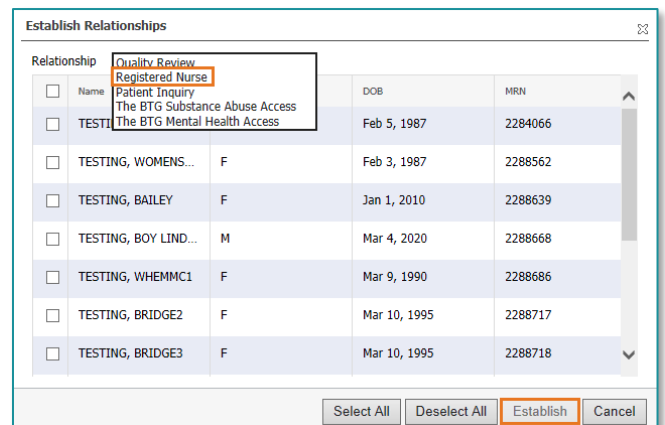 Establish Relationships
Relationship
Quality Review
Registered Nurse
Patient Inquiry
The BTG Substance Abuse Access
The BTG Mental Health Access
Name DOB MRN
TESTI Feb 5, 1987 2284066
TESTING, WOMENS... F Feb 3, 1987 2288562
TESTING, BAILEY F Jan 1, 2010 2288639
TESTING, BOY LIND... M Mar 4, 2020 2288668
TESTING, WHEMMC1 F Mar 9, 1990 2288686
TESTING, BRIDGE2 F Mar 10, 1995 2288717
TESTING, BRIDGE3 F Mar 10, 1995 2288718
Select All Deselect All Establish Cancel